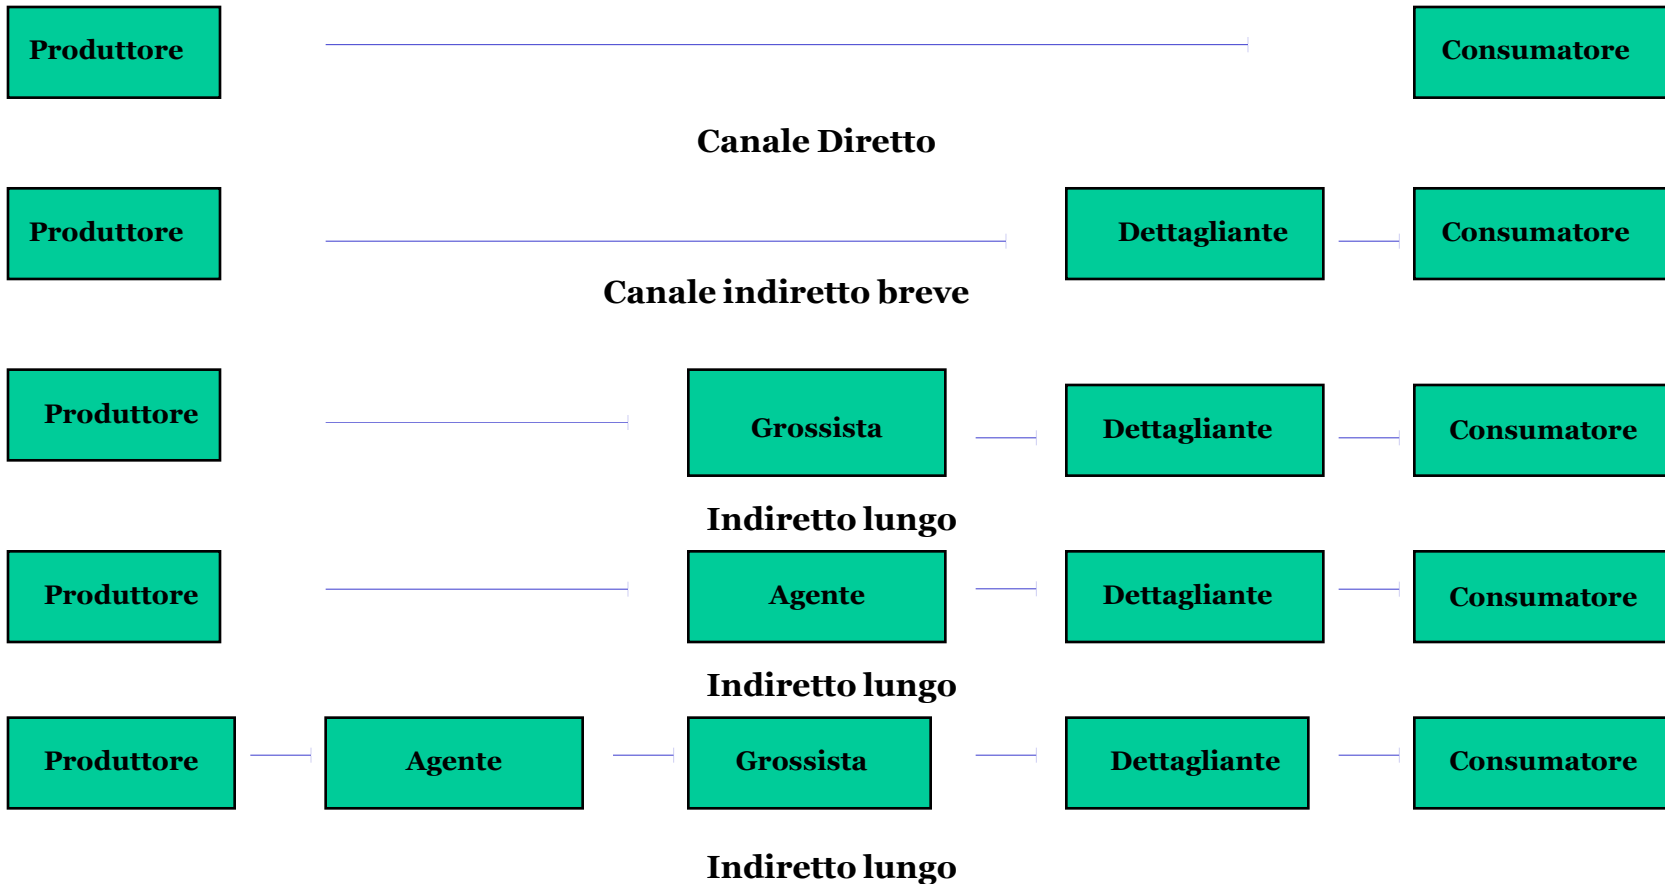 Produttore Consumatore
Canale Diretto
Produttore Dettagliante Consumatore
Canale indiretto breve
Produttore Grossista Dettagliante Consumatore
Indiretto lungo
Produttore Agente Dettagliante Consumatore
Indiretto lungo
Produttore Agente Grossista Dettagliante Consumatore
Indiretto lungo